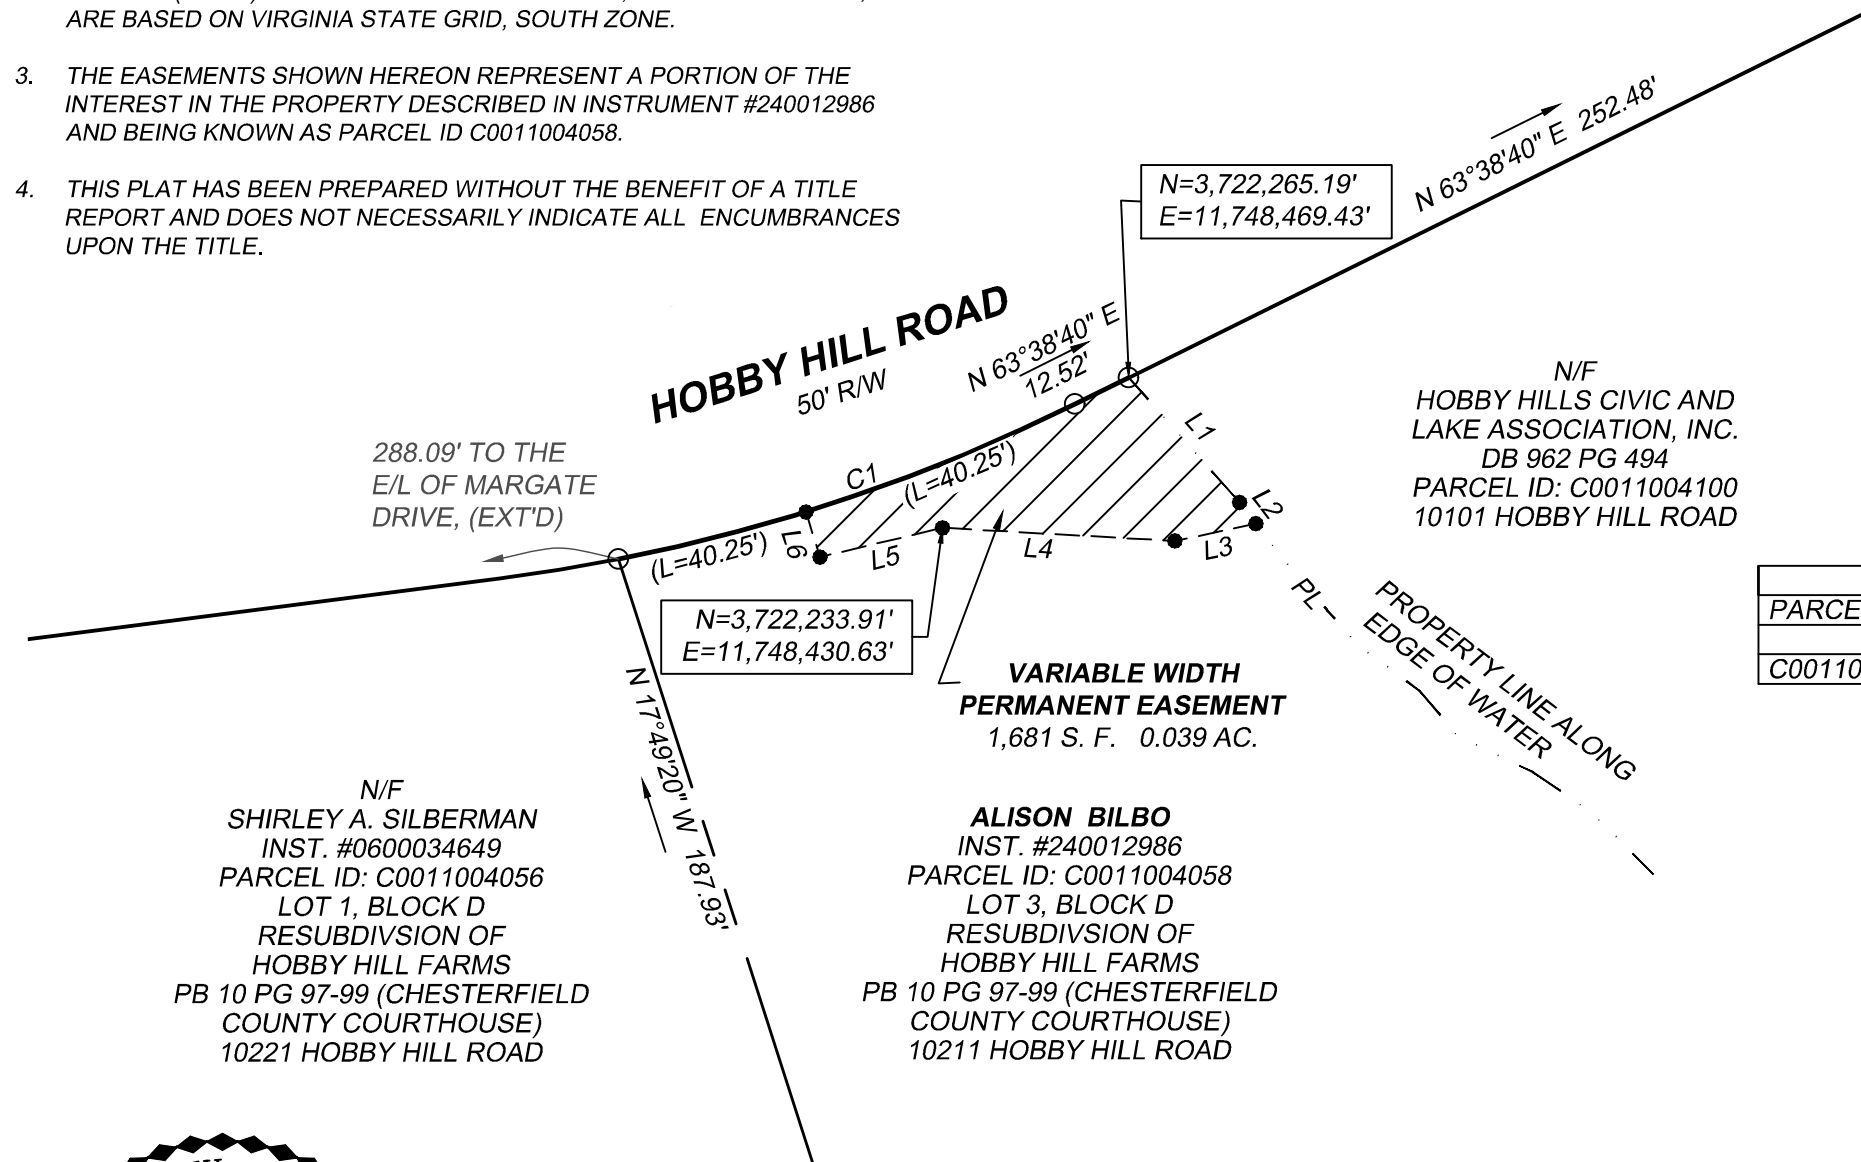 ARE BASED ON VIRGINIA STATE GRID, SOUTH ZONE.
3. THE EASEMENTS SHOWN HEREON REPRESENT A PORTION OF THE
INTEREST IN THE PROPERTY DESCRIBED IN INSTRUMENT #240012986
AND BEING KNOWN AS PARCEL ID C0011004058.
4. THIS PLAT HAS BEEN PREPARED WITHOUT THE BENEFIT OF A TITLE
REPORT AND DOES NOT NECESSARILY INDICATE ALL ENCUMBRANCES
UPON THE TITLE.
N 63°38'40" E 252.48'
N=3,722,265.19'
E=11,748,469.43'
HOBBY HILL ROAD
50' R/W
N 63°38'40" E
12.52'
N/F
HOBBY HILLS CIVIC AND
LAKE ASSOCIATION, INC.
DB 962 PG 494
PARCEL ID: C0011004100
10101 HOBBY HILL ROAD
288.09' TO THE
E/L OF MARGATE
DRIVE, (EXT'D)
C1
(L=40.25')
L1
L2
L3
L4
L5
L6
(L=40.25')
N=3,722,233.91'
E=11,748,430.63'
VARIABLE WIDTH
PERMANENT EASEMENT
1,681 S. F. 0.039 AC.
PL
PROPERTY LINE ALONG
EDGE OF WATER
PARCE
C00110
N 17°49'20" W 187.93'
N/F
SHIRLEY A. SILBERMAN
INST. #0600034649
PARCEL ID: C0011004056
LOT 1, BLOCK D
RESUBDIVSION OF
HOBBY HILL FARMS
PB 10 PG 97-99 (CHESTERFIELD
COUNTY COURTHOUSE)
10221 HOBBY HILL ROAD
ALISON BILBO
INST. #240012986
PARCEL ID: C0011004058
LOT 3, BLOCK D
RESUBDIVSION OF
HOBBY HILL FARMS
PB 10 PG 97-99 (CHESTERFIELD
COUNTY COURTHOUSE)
10211 HOBBY HILL ROAD